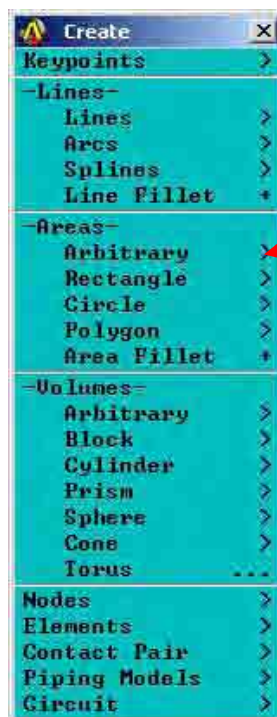 Create
Keypoints >
-Lines-
Lines >
Arcs >
Splines >
Line Fillet +
-Areas-
Arbitrary >
Rectangle >
Circle >
Polygon >
Area Fillet +
-Volumes-
Arbitrary >
Block >
Cylinder >
Prism >
Sphere >
Cone >
Torus ...
Nodes >
Elements >
Contact Pair >
Piping Models >
Circuit >